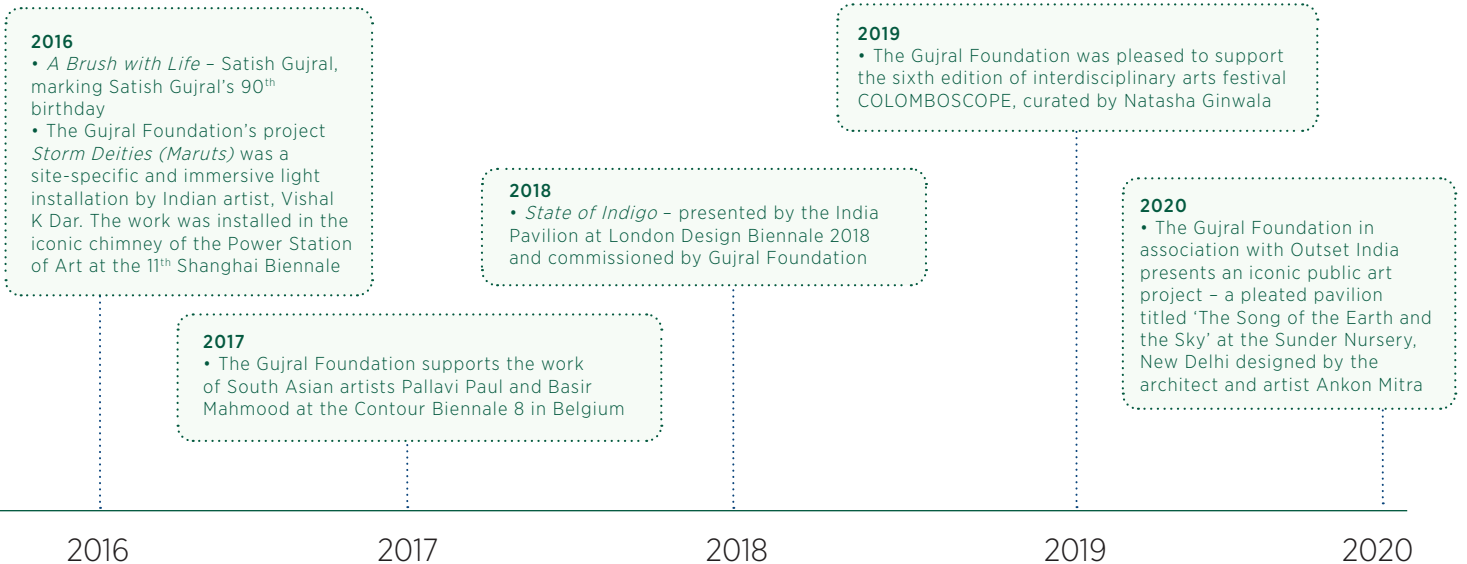 2016
• A Brush with Life – Satish Gujral,
marking Satish Gujral’s 90th
birthday
• The Gujral Foundation’s project
Storm Deities (Maruts) was a
site-specific and immersive light
installation by Indian artist, Vishal
K Dar. The work was installed in the
iconic chimney of the Power Station
of Art at the 11th Shanghai Biennale
2017
• The Gujral Foundation supports the work
of South Asian artists Pallavi Paul and Basir
Mahmood at the Contour Biennale 8 in Belgium
2018
• State of Indigo – presented by the India
Pavilion at London Design Biennale 2018
and commissioned by Gujral Foundation
2019
• The Gujral Foundation was pleased to support
the sixth edition of interdisciplinary arts festival
COLOMBOSCOPE, curated by Natasha Ginwala
2020
• The Gujral Foundation in
association with Outset India
presents an iconic public art
project – a pleated pavilion
titled ‘The Song of the Earth and
the Sky’ at the Sunder Nursery,
New Delhi designed by the
architect and artist Ankon Mitra
2016
2017
2018
2019
2020